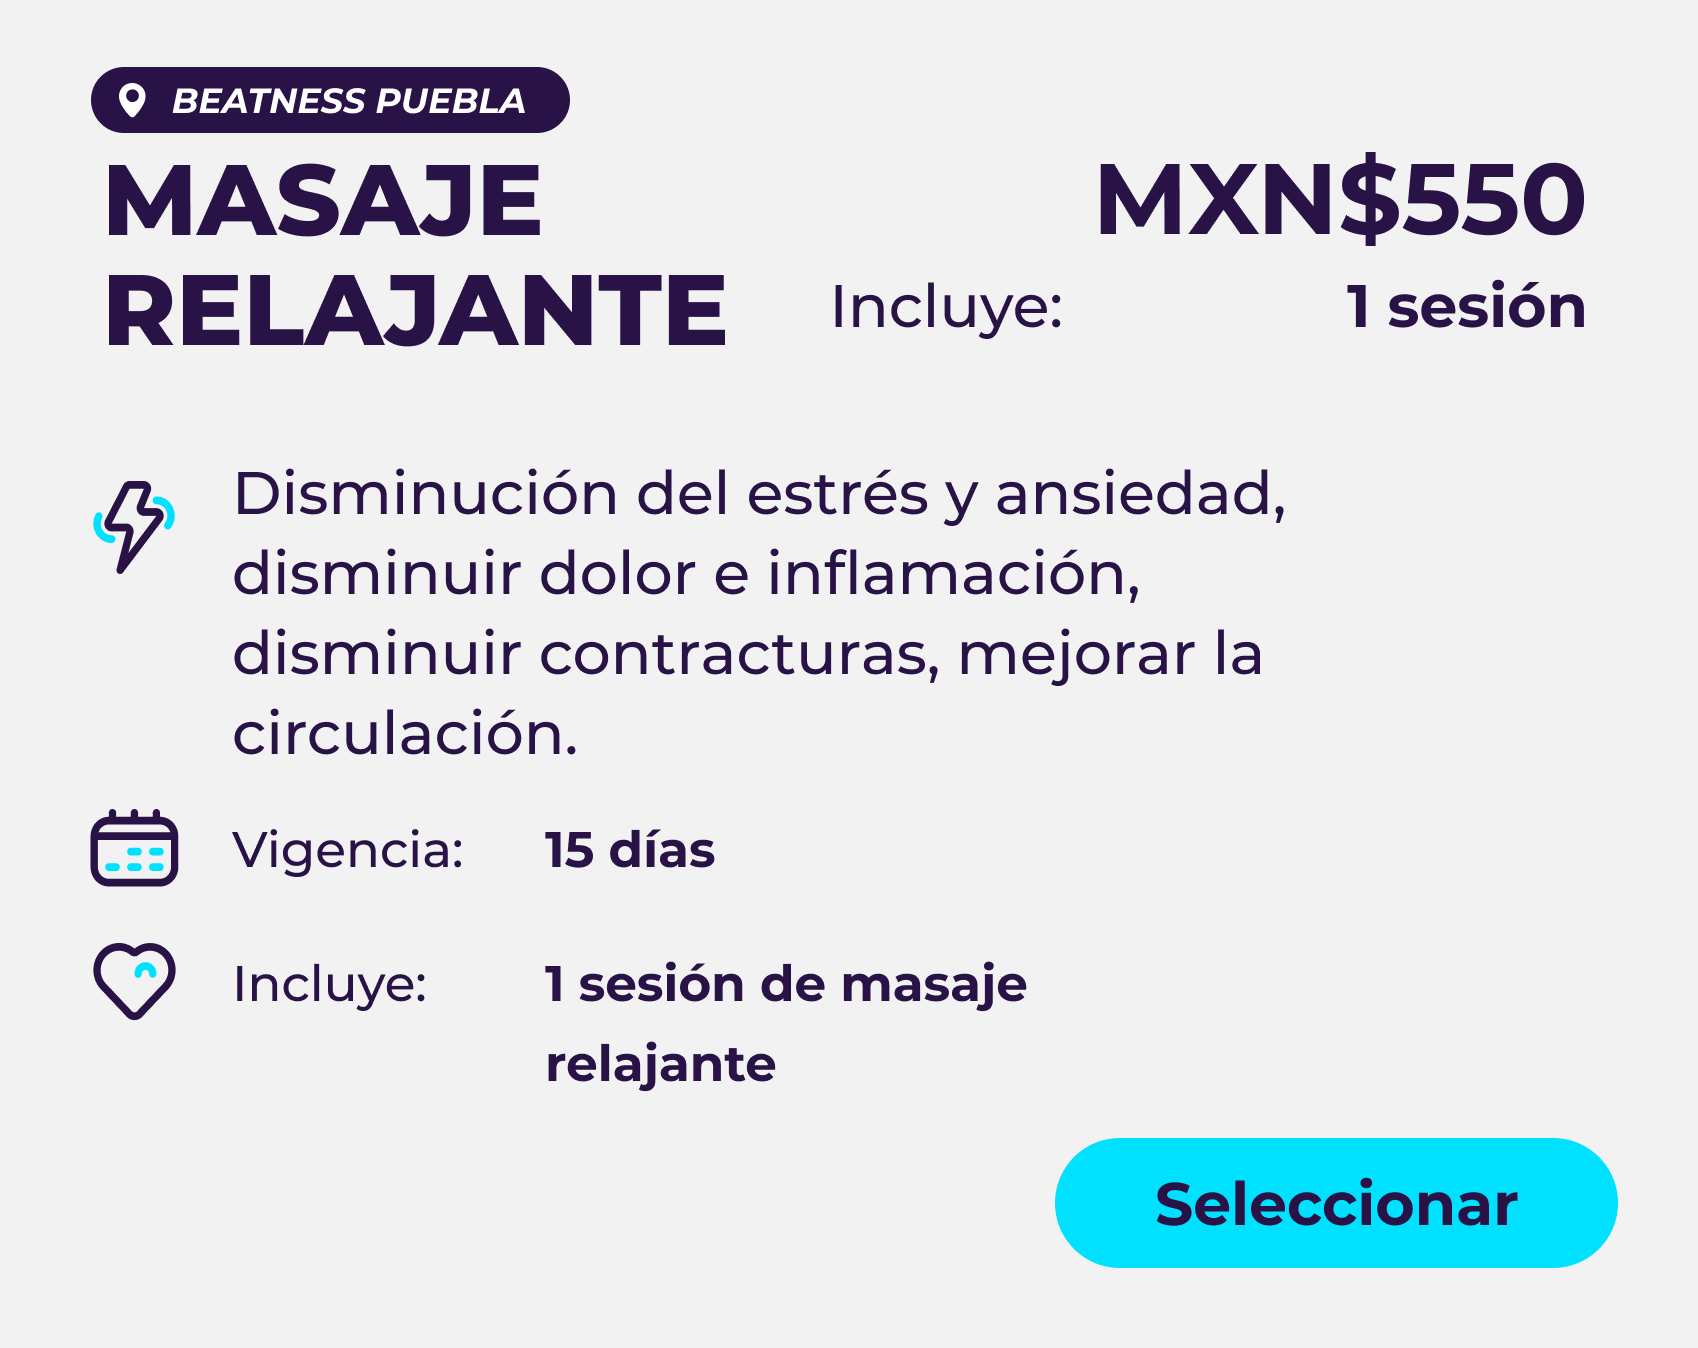 BEATNESS PUEBLA
MASAJE
RELAJANTE
MXN$550
Incluye: 1 sesión
Disminución del estrés y ansiedad,
disminuir dolor e inflamación,
disminuir contracturas, mejorar la
circulación.
Vigencia: 15 días
Incluye: 1 sesión de masaje
relajante
Seleccionar